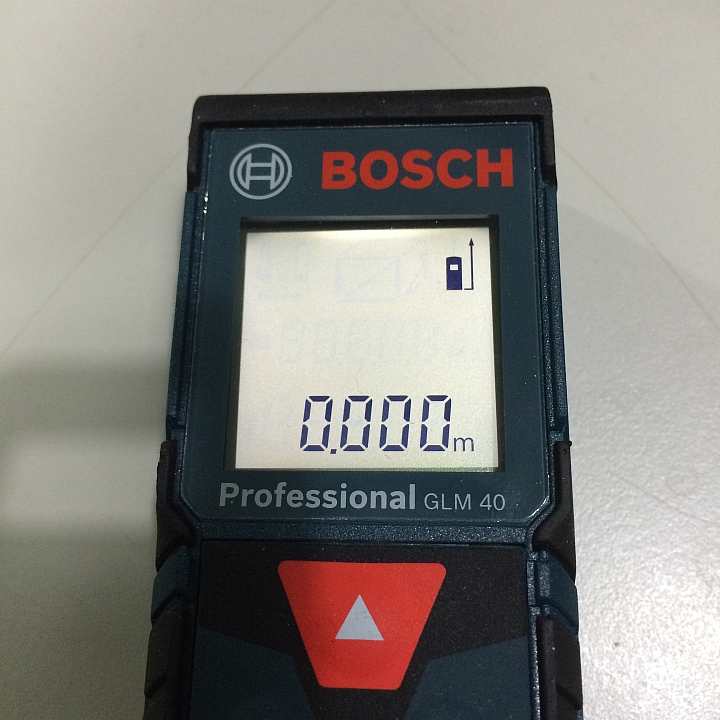 BOSCH
0.000m
Professional GLM 40